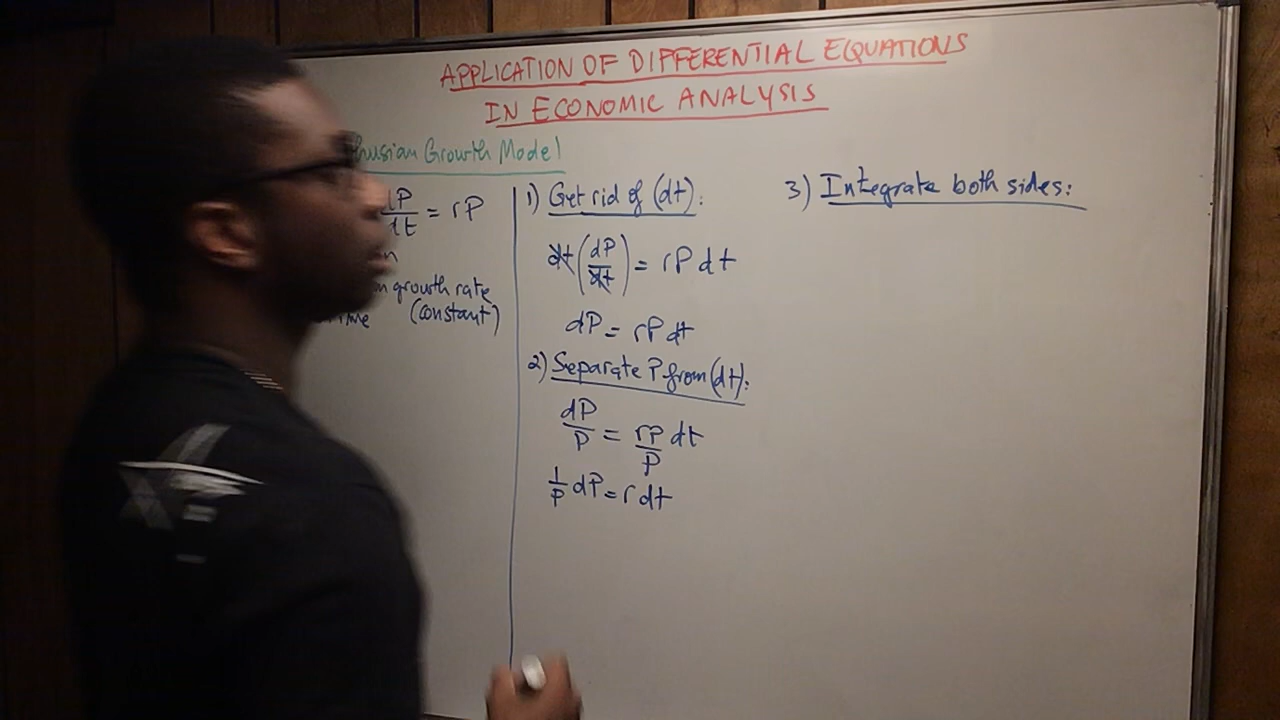 APPLICATION OF DIFFERENTIAL EQUATIONS
IN ECONOMIC ANALYSIS
Growth Model
dP/dt = rP
growth rate
(constant)
1) Get rid of (dt):
dt(dP/dt) = rP dt
dP = rP dt
2) Separate P from (dt):
dP/P = rP/P dt
1/P dP = r dt
3) Integrate both sides: